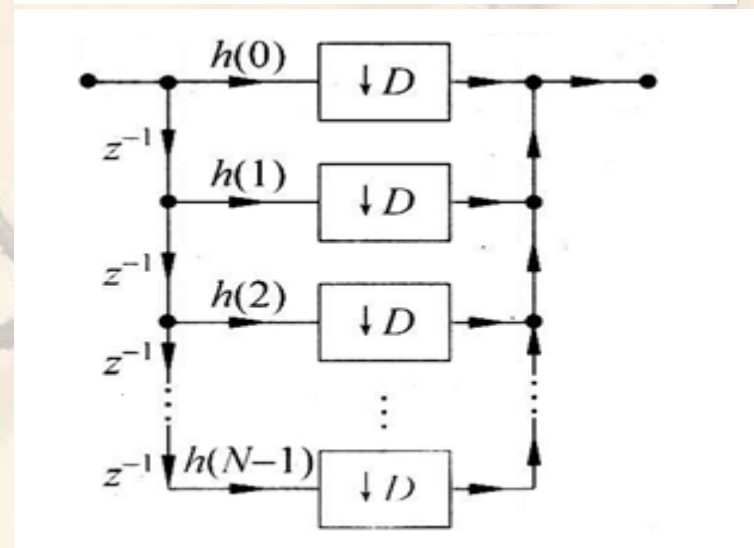 h(0)
↓D
z⁻¹
h(1)
↓D
z⁻¹
h(2)
↓D
z⁻¹
⋮
⋮
⋮
z⁻¹
h(N−1)
↓D